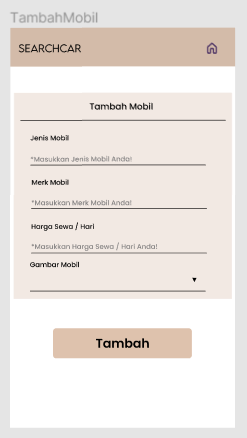 TambahMobil
SEARCHCAR
Tambah Mobil
Jenis Mobil
*Masukkan Jenis Mobil Anda!
Merk Mobil
*Masukkan Merk Mobil Anda!
Harga Sewa / Hari
*Masukkan Harga Sewa / Hari Anda!
Gambar Mobil
Tambah